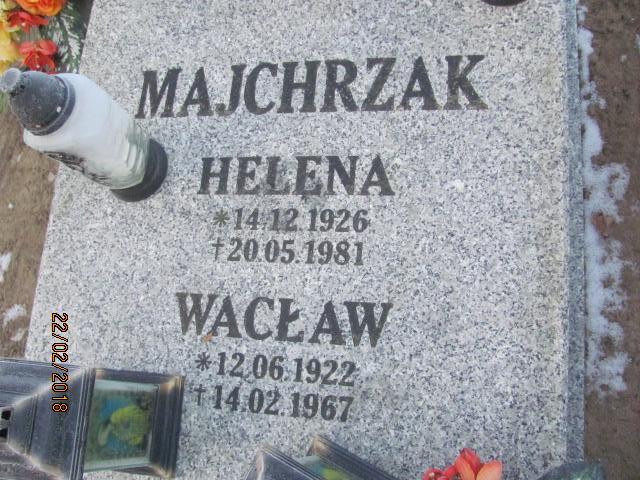 MAJCHRZAK
HELENA
*14.12.1926
†20.05.1981
WACŁAW
*12.06.1922
†14.02.1967
22/02/2018